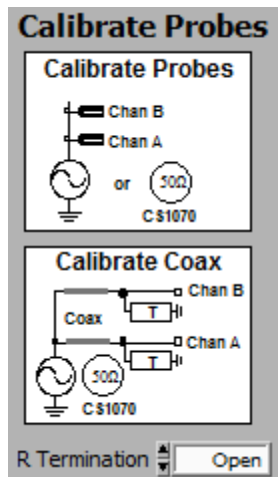 Calibrate Probes
Calibrate Probes
Chan B
Chan A
or
50Ω
CS1070
Calibrate Coax
Chan B
T
Coax
Chan A
T
50Ω
CS1070
R Termination Open